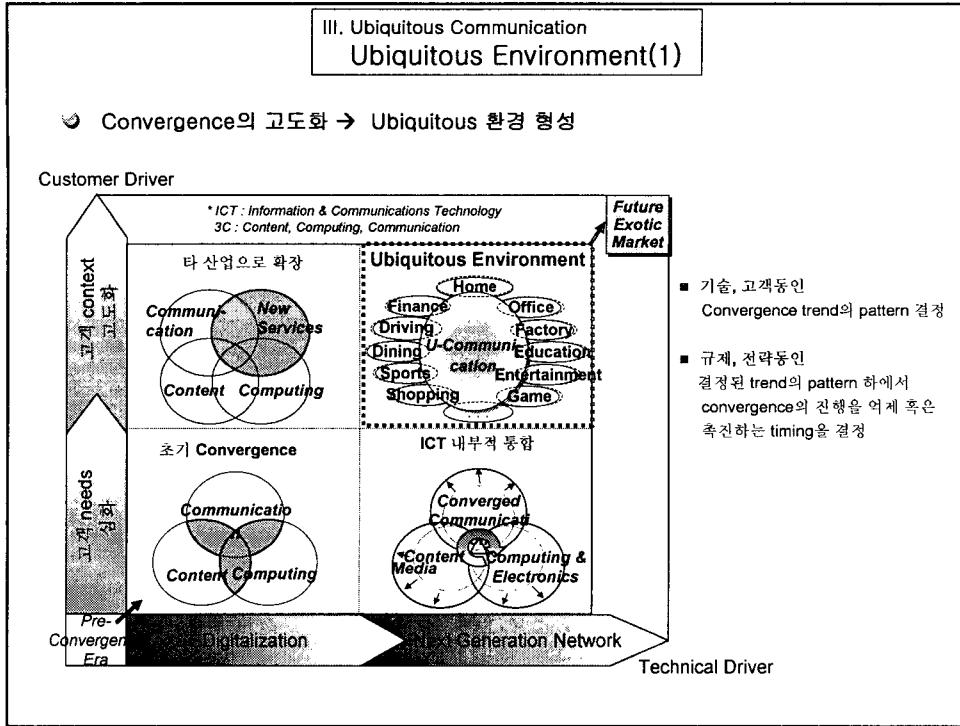 III. Ubiquitous Communication
Ubiquitous Environment(1)
Convergence의 고도화 → Ubiquitous 환경 형성
Customer Driver
* ICT : Information & Communications Technology
3C : Content, Computing, Communication
Future
Exotic
Market
고객 context
고도화
타 산업으로 확장
Communi-
cation
New
Services
Content
Computing
Ubiquitous Environment
Home
Finance
Office
Driving
Factory
Dining
U-Communi
cation
Education
Sports
Entertainment
Shopping
Game
■ 기술, 고객동인
Convergence trend의 pattern 결정
■ 규제, 전략동인
결정된 trend의 pattern 하에서
convergence의 진행을 억제 혹은
촉진하는 timing을 결정
고객 needs
심화
초기 Convergence
Communicatio
n
Content
Computing
ICT 내부적 통합
Converged
Communicati
Content
Media
Computing &
Electronics
Pre-
Convergen
Era
Digitalization
Next Generation Network
Technical Driver